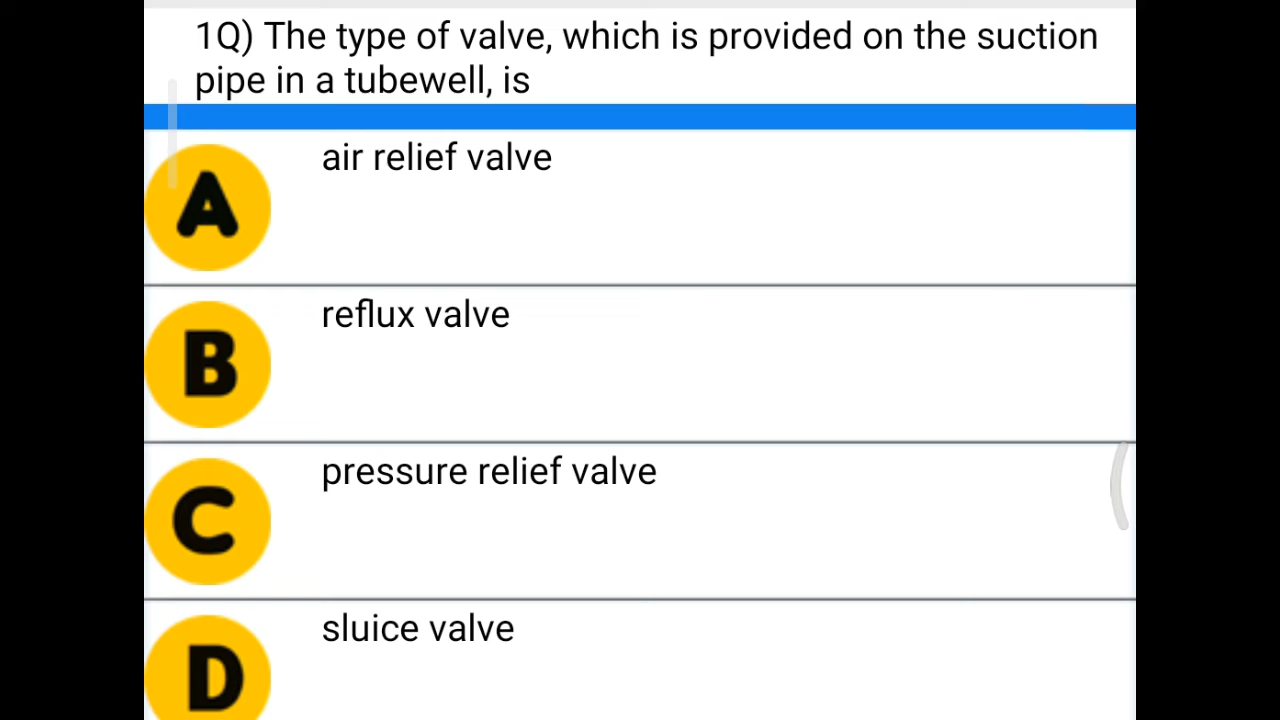 1Q) The type of valve, which is provided on the suction
pipe in a tubewell, is
A
air relief valve
B
reflux valve
C
pressure relief valve
D
sluice valve